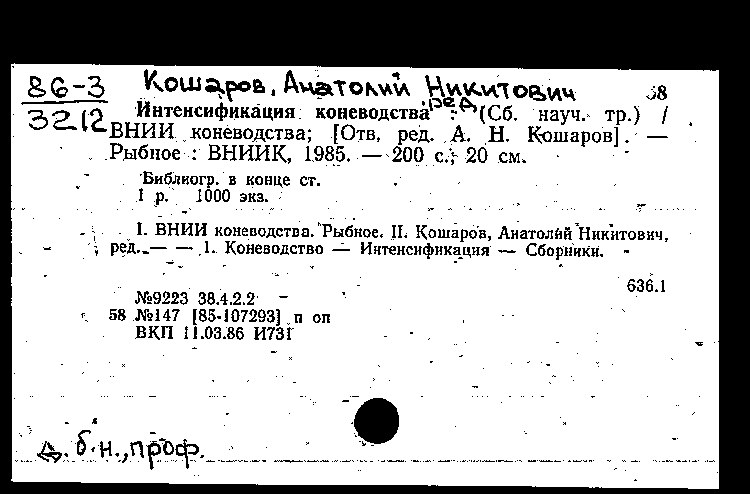 86-3
3212
Кошаров, Анатолий Никитович
ред.
58
Интенсификация коневодства : (Сб. науч. тр.) /
ВНИИ коневодства; [Отв. ред. А. Н. Кошаров]. —
Рыбное : ВНИИК, 1985. — 200 с.; 20 см.
Библиогр. в конце ст.
1 р. 1000 экз.
I. ВНИИ коневодства. Рыбное. II. Кошаров, Анатолий Никитович,
ред. — — 1. Коневодство — Интенсификация — Сборники.
636.1
№9223 38.4.2.2
58 №147 [85-107293] п оп
ВКП 11.03.86 И731
д.б.н., проф.